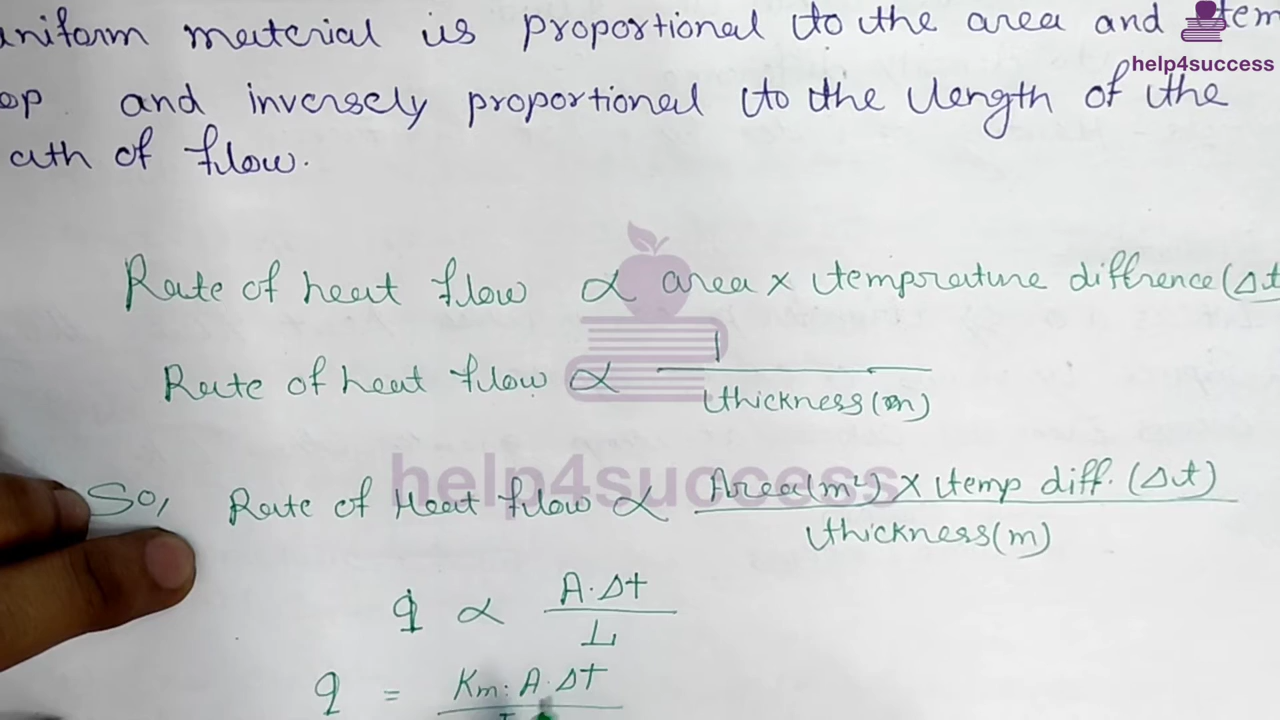 uniform material is proportional to the area and tem
help4success
op and inversely proportional to the length of the
ath of flow.
Rate of heat flow ∝ area × temprature diffrence (Δt
Rate of heat flow ∝ 1
thickness (m)
help4success
So, Rate of Heat flow ∝ Area (m²) × temp diff. (Δt)
thickness (m)
q ∝ A.Δt
L
q = Km. A.Δt